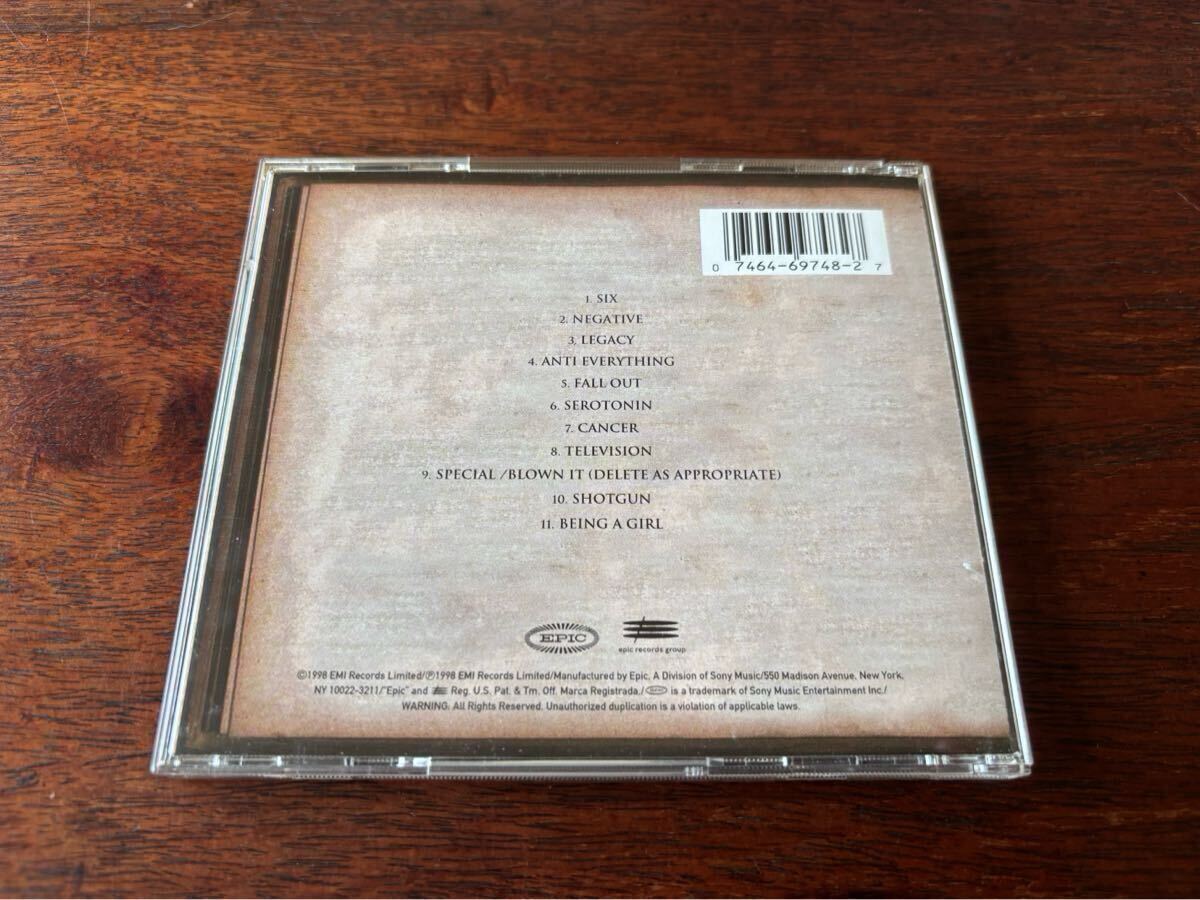 0 7464-69748-2 7
1. SIX
2. NEGATIVE
3. LEGACY
4. ANTI EVERYTHING
5. FALL OUT
6. SEROTONIN
7. CANCER
8. TELEVISION
9. SPECIAL /BLOWN IT (DELETE AS APPROPRIATE)
10. SHOTGUN
11. BEING A GIRL
EPIC
epic records group
©1998 EMI Records Limited/℗1998 EMI Records Limited/Manufactured by Epic, A Division of Sony Music/550 Madison Avenue, New York,
NY 10022-3211/"Epic" and Reg. U.S. Pat. & Tm. Off. Marca Registrada./ EPIC is a trademark of Sony Music Entertainment Inc./
WARNING: All Rights Reserved. Unauthorized duplication is a violation of applicable laws.